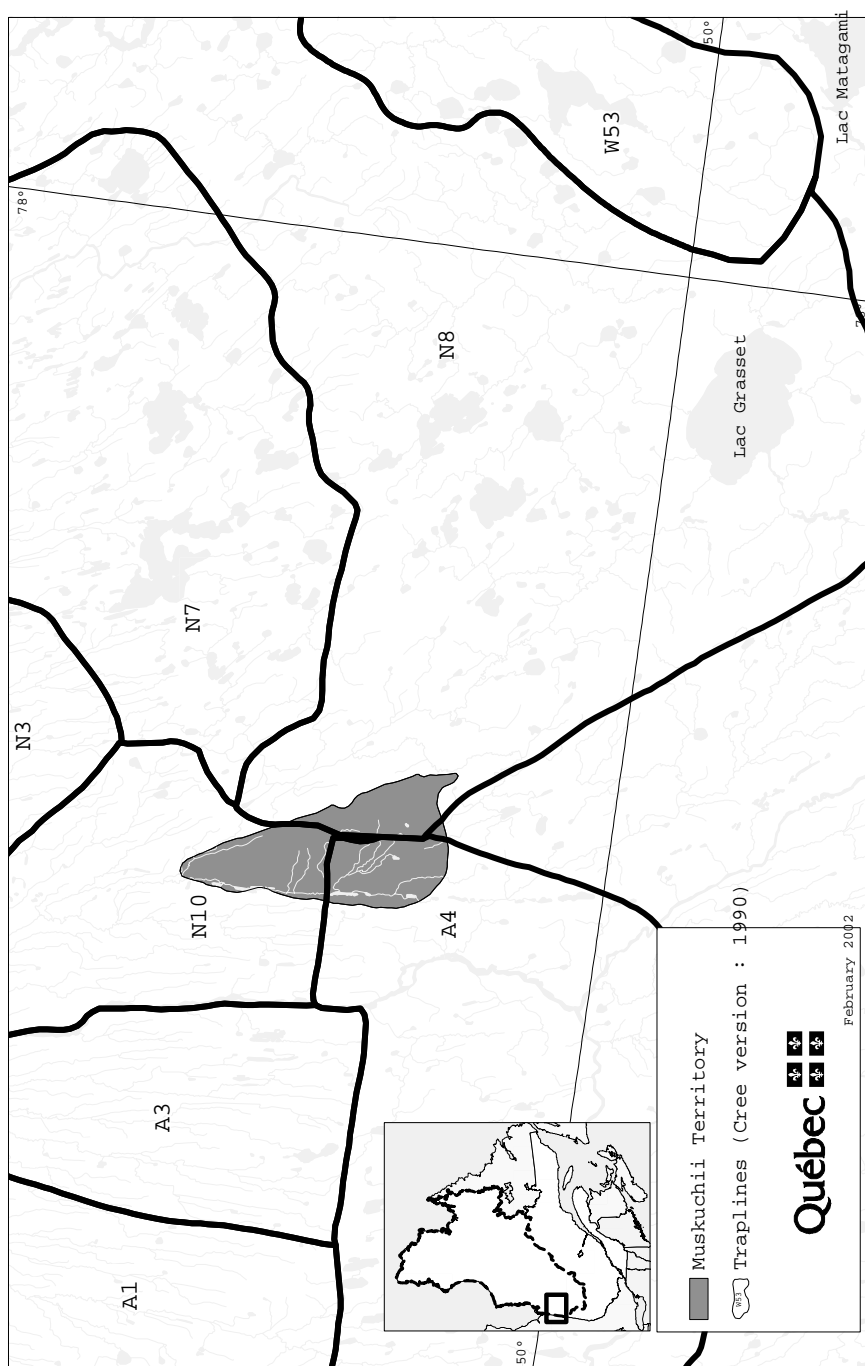 N3
78°
A1
A3
N7
N10
N8
A4
50°
W53
Muskuchii Territory
50°
W53
Traplines (Cree version : 1990)
Lac Grasset
Québec
Lac Matagami
February 2002